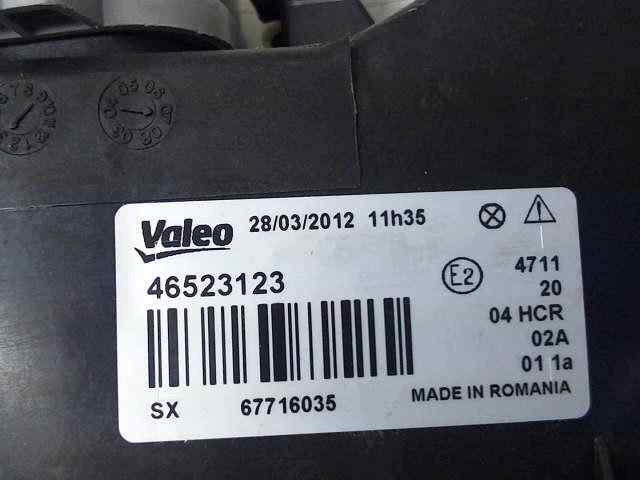 Valeo 28/03/2012 11h35
46523123
E2 4711
20
04 HCR
02A
01 1a
SX 67716035
MADE IN ROMANIA